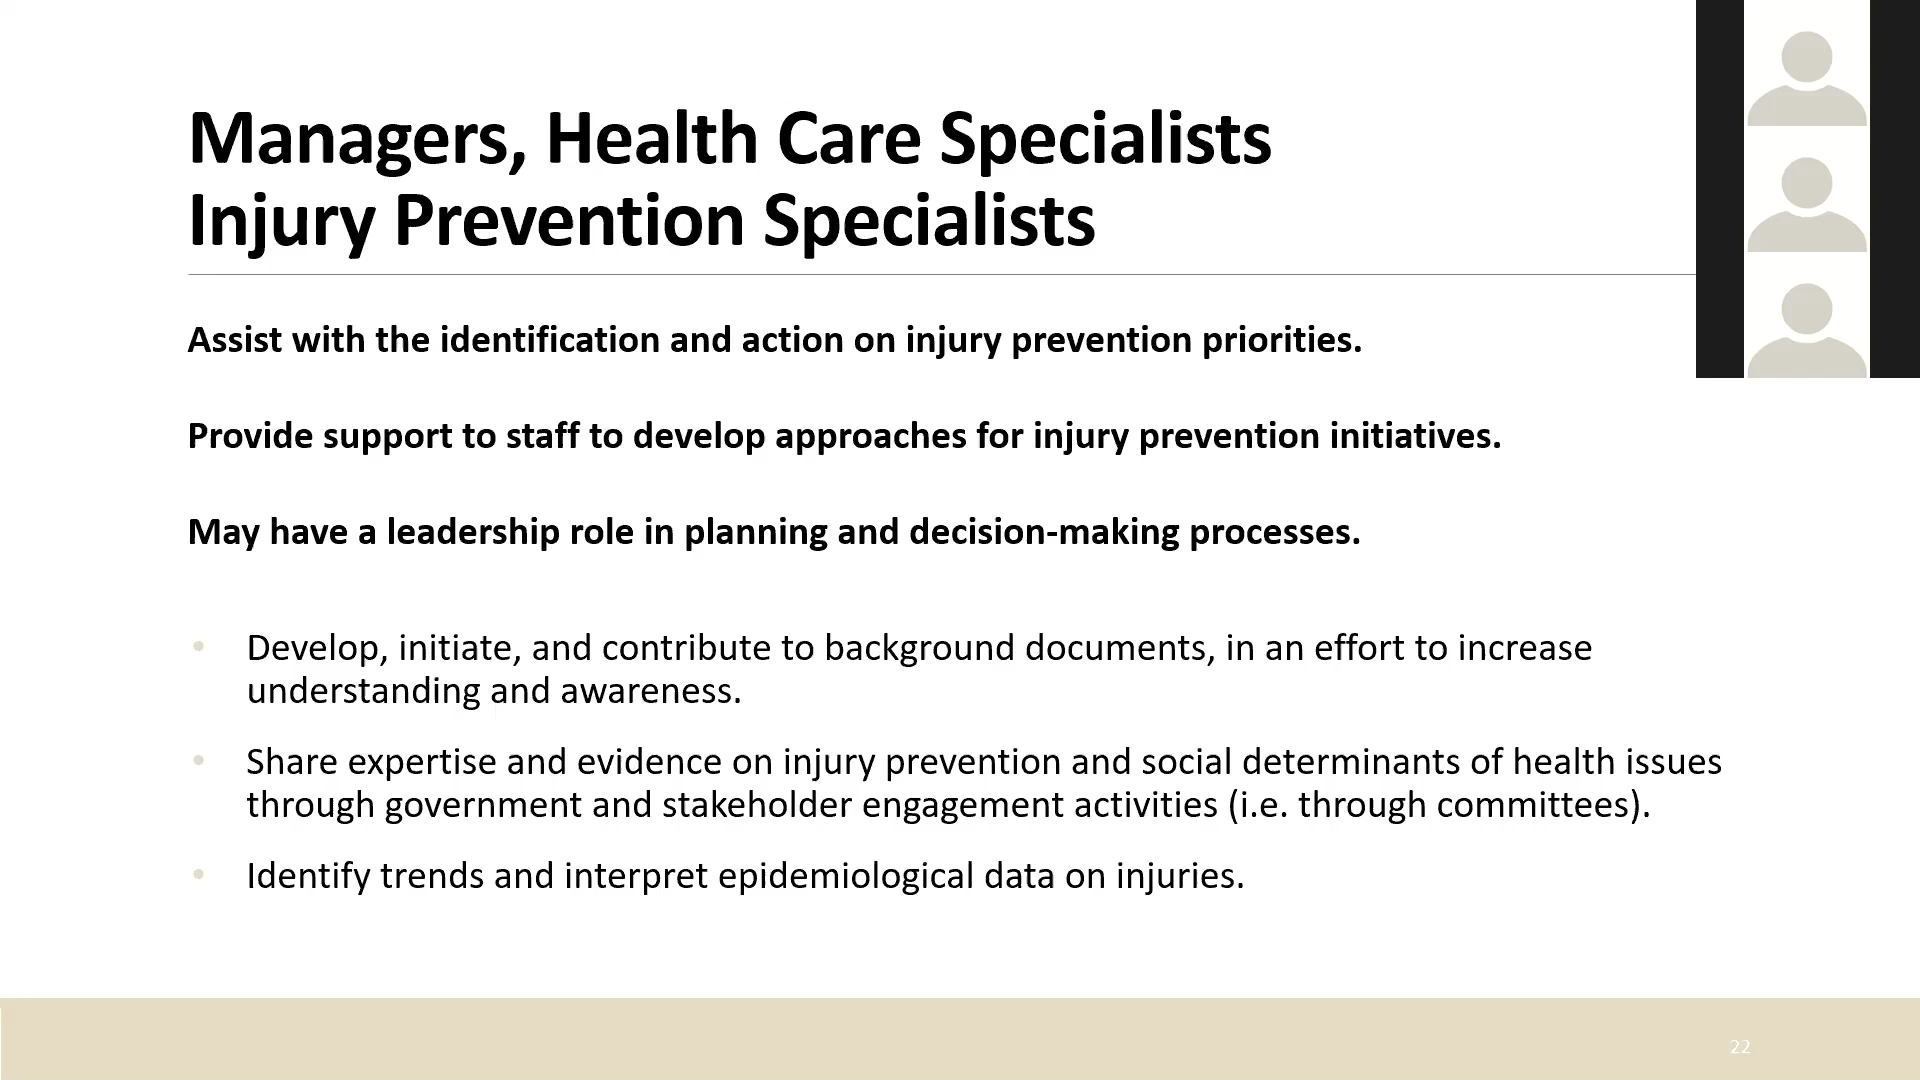 Managers, Health Care Specialists
Injury Prevention Specialists
Assist with the identification and action on injury prevention priorities.
Provide support to staff to develop approaches for injury prevention initiatives.
May have a leadership role in planning and decision-making processes.
• Develop, initiate, and contribute to background documents, in an effort to increase
understanding and awareness.
• Share expertise and evidence on injury prevention and social determinants of health issues
through government and stakeholder engagement activities (i.e. through committees).
• Identify trends and interpret epidemiological data on injuries.
22